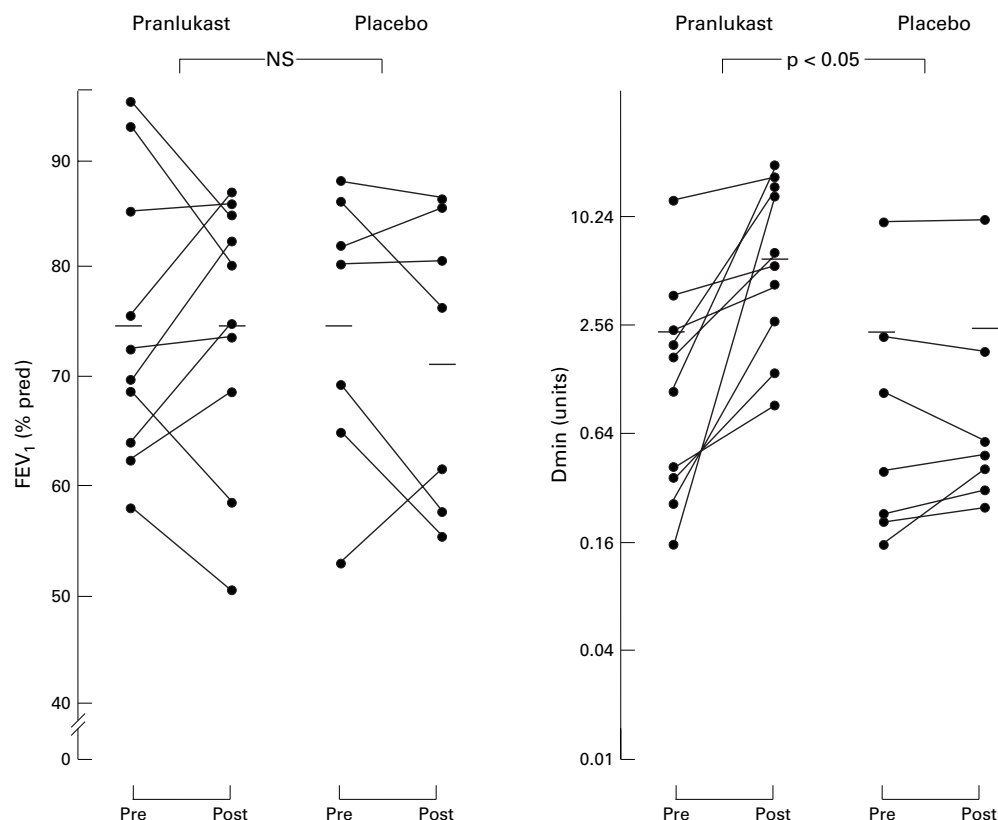 Pranlukast Placebo
NS
FEV1 (% pred)
90
80
70
60
50
40
0
Pre Post Pre Post
Pranlukast Placebo
p < 0.05
Dmin (units)
10.24
2.56
0.64
0.16
0.04
0.01
Pre Post Pre Post